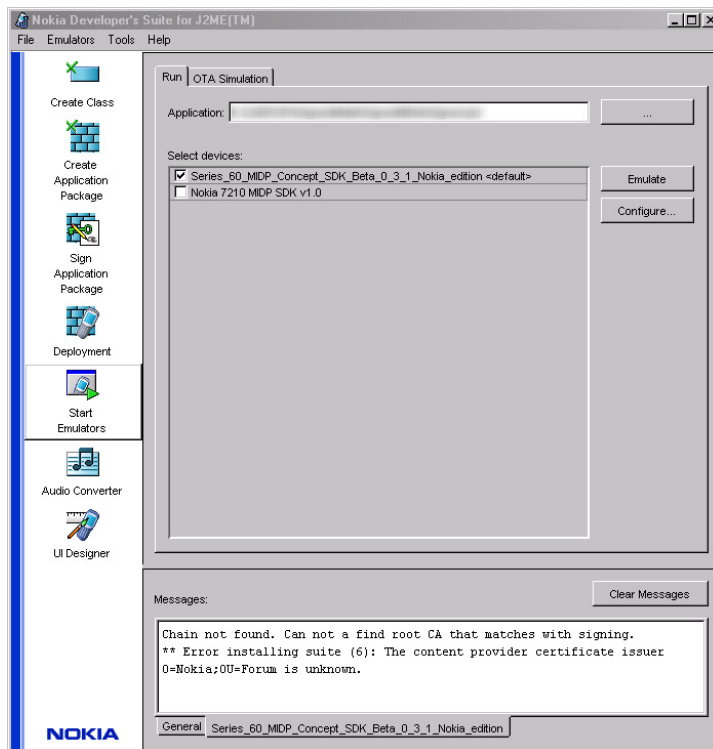 Nokia Developer's Suite for J2ME(TM)
File Emulators Tools Help
Create Class
Create
Application
Package
Sign
Application
Package
Deployment
Start
Emulators
Audio Converter
UI Designer
NOKIA
Run OTA Simulation
Application:
...
Select devices:
Series_60_MIDP_Concept_SDK_Beta_0_3_1_Nokia_edition <default>
Nokia 7210 MIDP SDK v1.0
Emulate
Configure...
Messages:
Clear Messages
Chain not found. Can not a find root CA that matches with signing.
** Error installing suite (6): The content provider certificate issuer
O=Nokia;OU=Forum is unknown.
General Series_60_MIDP_Concept_SDK_Beta_0_3_1_Nokia_edition